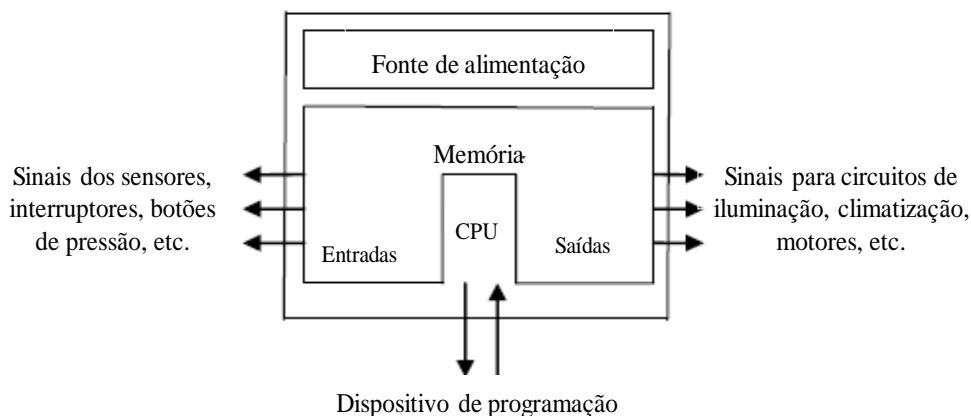 Fonte de alimentação
Memória
Sinais dos sensores,
interruptores, botões
de pressão, etc.
CPU
Entradas
Saídas
Sinais para circuitos de
iluminação, climatização,
motores, etc.
Dispositivo de programação